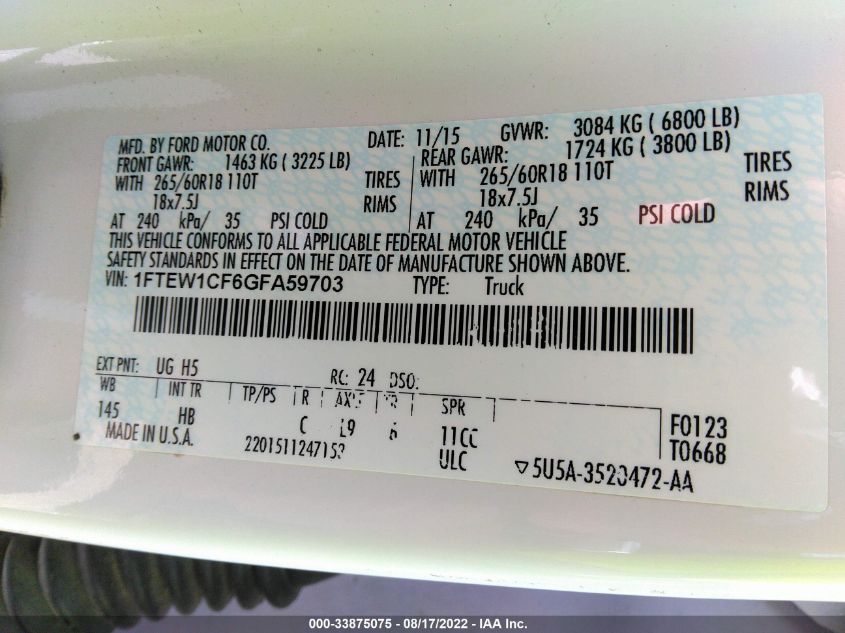 MFD. BY FORD MOTOR CO. DATE: 11/15 GVWR: 3084 KG ( 6800 LB)
FRONT GAWR: 1463 KG ( 3225 LB) REAR GAWR: 1724 KG ( 3800 LB)
WITH 265/60R18 110T TIRES WITH 265/60R18 110T TIRES
18x7.5J RIMS 18x7.5J RIMS
AT 240 kPa/ 35 PSI COLD AT 240 kPa/ 35 PSI COLD
THIS VEHICLE CONFORMS TO ALL APPLICABLE FEDERAL MOTOR VEHICLE
SAFETY STANDARDS IN EFFECT ON THE DATE OF MANUFACTURE SHOWN ABOVE.
VIN: 1FTEW1CF6GFA59703 TYPE: Truck
EXT PNT: UG H5 RC: 24 DSO:
WB INT TR TP/PS R SPR
145 HB C 6 11CC F0123
MADE IN U.S.A. ULC T0668
▽5U5A-3520472-AA
000-33875075 - 08/17/2022 - IAA Inc.